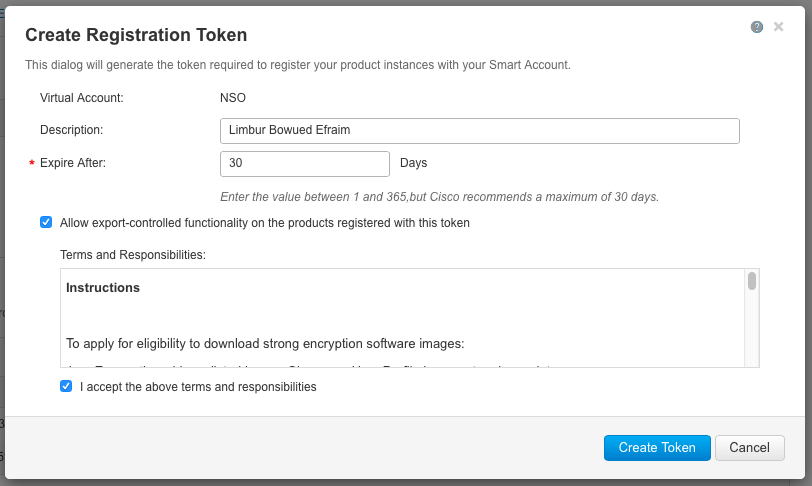 Create Registration Token
This dialog will generate the token required to register your product instances with your Smart Account.
Virtual Account: NSO
Description: Limbur Bowued Efraim
* Expire After: 30 Days
Enter the value between 1 and 365,but Cisco recommends a maximum of 30 days.
Allow export-controlled functionality on the products registered with this token
Terms and Responsibilities:
Instructions
To apply for eligibility to download strong encryption software images:
I accept the above terms and responsibilities
Create Token Cancel